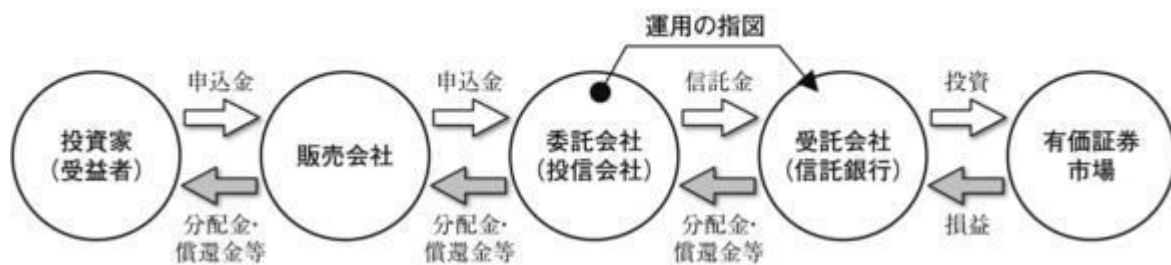 運用の指図
申込金
申込金
信託金
投資
投資家
(受益者)
販売会社
委託会社
(投信会社)
受託会社
(信託銀行)
有価証券
市場
分配金・
償還金等
分配金・
償還金等
分配金・
償還金等
損益